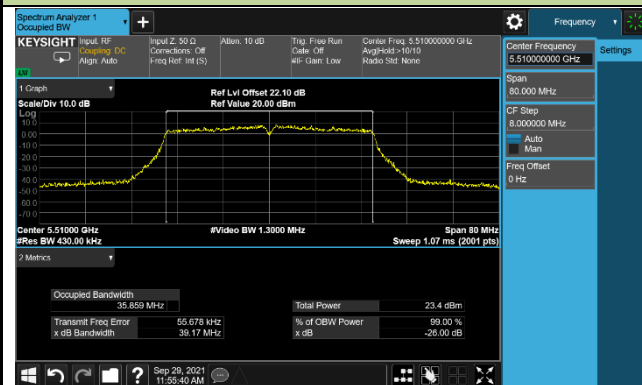 Spectrum Analyzer 1
Occupied BW
Frequency
KEYSIGHT
Input: RF
Coupling: DC
Align: Auto
Input Z: 50 Ω
Corrections: Off
Freq Ref: Int (S)
Atten: 10 dB
Trig: Free Run
Gate: Off
#IF Gain: Low
Center Freq: 5.510000000 GHz
Avg|Hold:>10/10
Radio Std: None
1 Graph
Scale/Div 10.0 dB
Ref Lvl Offset 22.10 dB
Ref Value 20.00 dBm
Log
10.0
0.00
-10.0
-20.0
-30.0
-40.0
-50.0
-60.0
-70.0
Center 5.51000 GHz
#Res BW 430.00 kHz
#Video BW 1.3000 MHz
Span 80 MHz
Sweep 1.07 ms (2001 pts)
2 Metrics
Occupied Bandwidth
35.859 MHz
Total Power 23.4 dBm
Transmit Freq Error 55.678 kHz
% of OBW Power 99.00 %
x dB Bandwidth 39.17 MHz
x dB -26.00 dB
Center Frequency
5.510000000 GHz
Settings
Span
80.000 MHz
CF Step
8.000000 MHz
Auto
Man
Freq Offset
0 Hz
Sep 29, 2021
11:55:40 AM